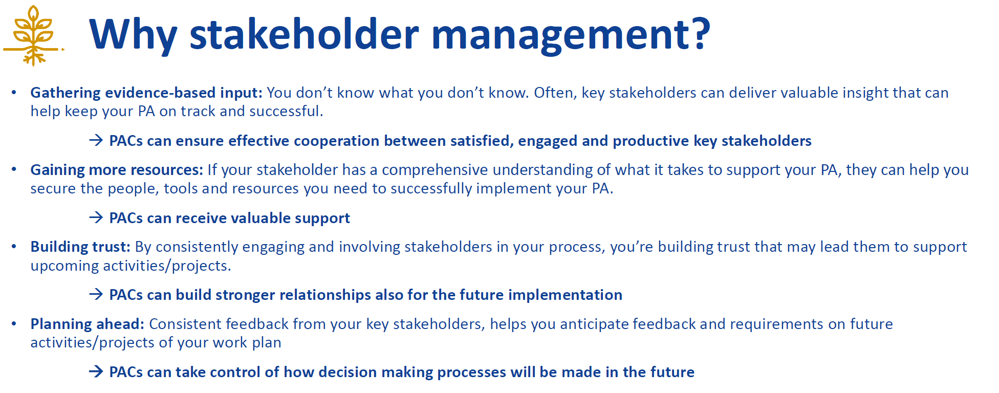 Why stakeholder management?
• Gathering evidence-based input: You don’t know what you don’t know. Often, key stakeholders can deliver valuable insight that can
help keep your PA on track and successful.
→ PACs can ensure effective cooperation between satisfied, engaged and productive key stakeholders
• Gaining more resources: If your stakeholder has a comprehensive understanding of what it takes to support your PA, they can help you
secure the people, tools and resources you need to successfully implement your PA.
→ PACs can receive valuable support
• Building trust: By consistently engaging and involving stakeholders in your process, you’re building trust that may lead them to support
upcoming activities/projects.
→ PACs can build stronger relationships also for the future implementation
• Planning ahead: Consistent feedback from your key stakeholders, helps you anticipate feedback and requirements on future
activities/projects of your work plan
→ PACs can take control of how decision making processes will be made in the future